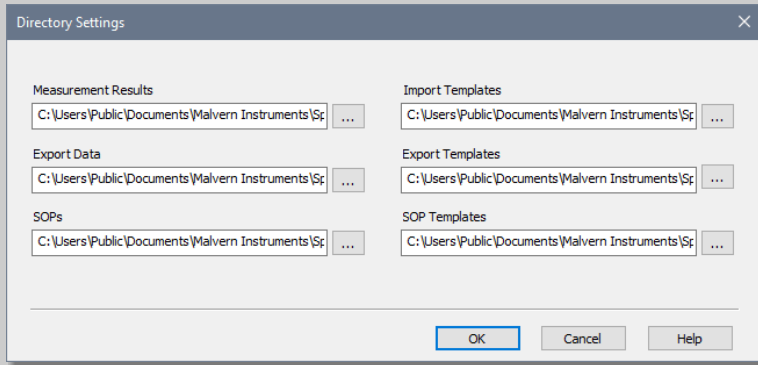 Directory Settings
Measurement Results
C:\Users\Public\Documents\Malvern Instruments\Sp
...
Export Data
C:\Users\Public\Documents\Malvern Instruments\Sp
...
SOPs
C:\Users\Public\Documents\Malvern Instruments\Sp
...
Import Templates
C:\Users\Public\Documents\Malvern Instruments\Sp
...
Export Templates
C:\Users\Public\Documents\Malvern Instruments\Sp
...
SOP Templates
C:\Users\Public\Documents\Malvern Instruments\Sp
...
OK
Cancel
Help